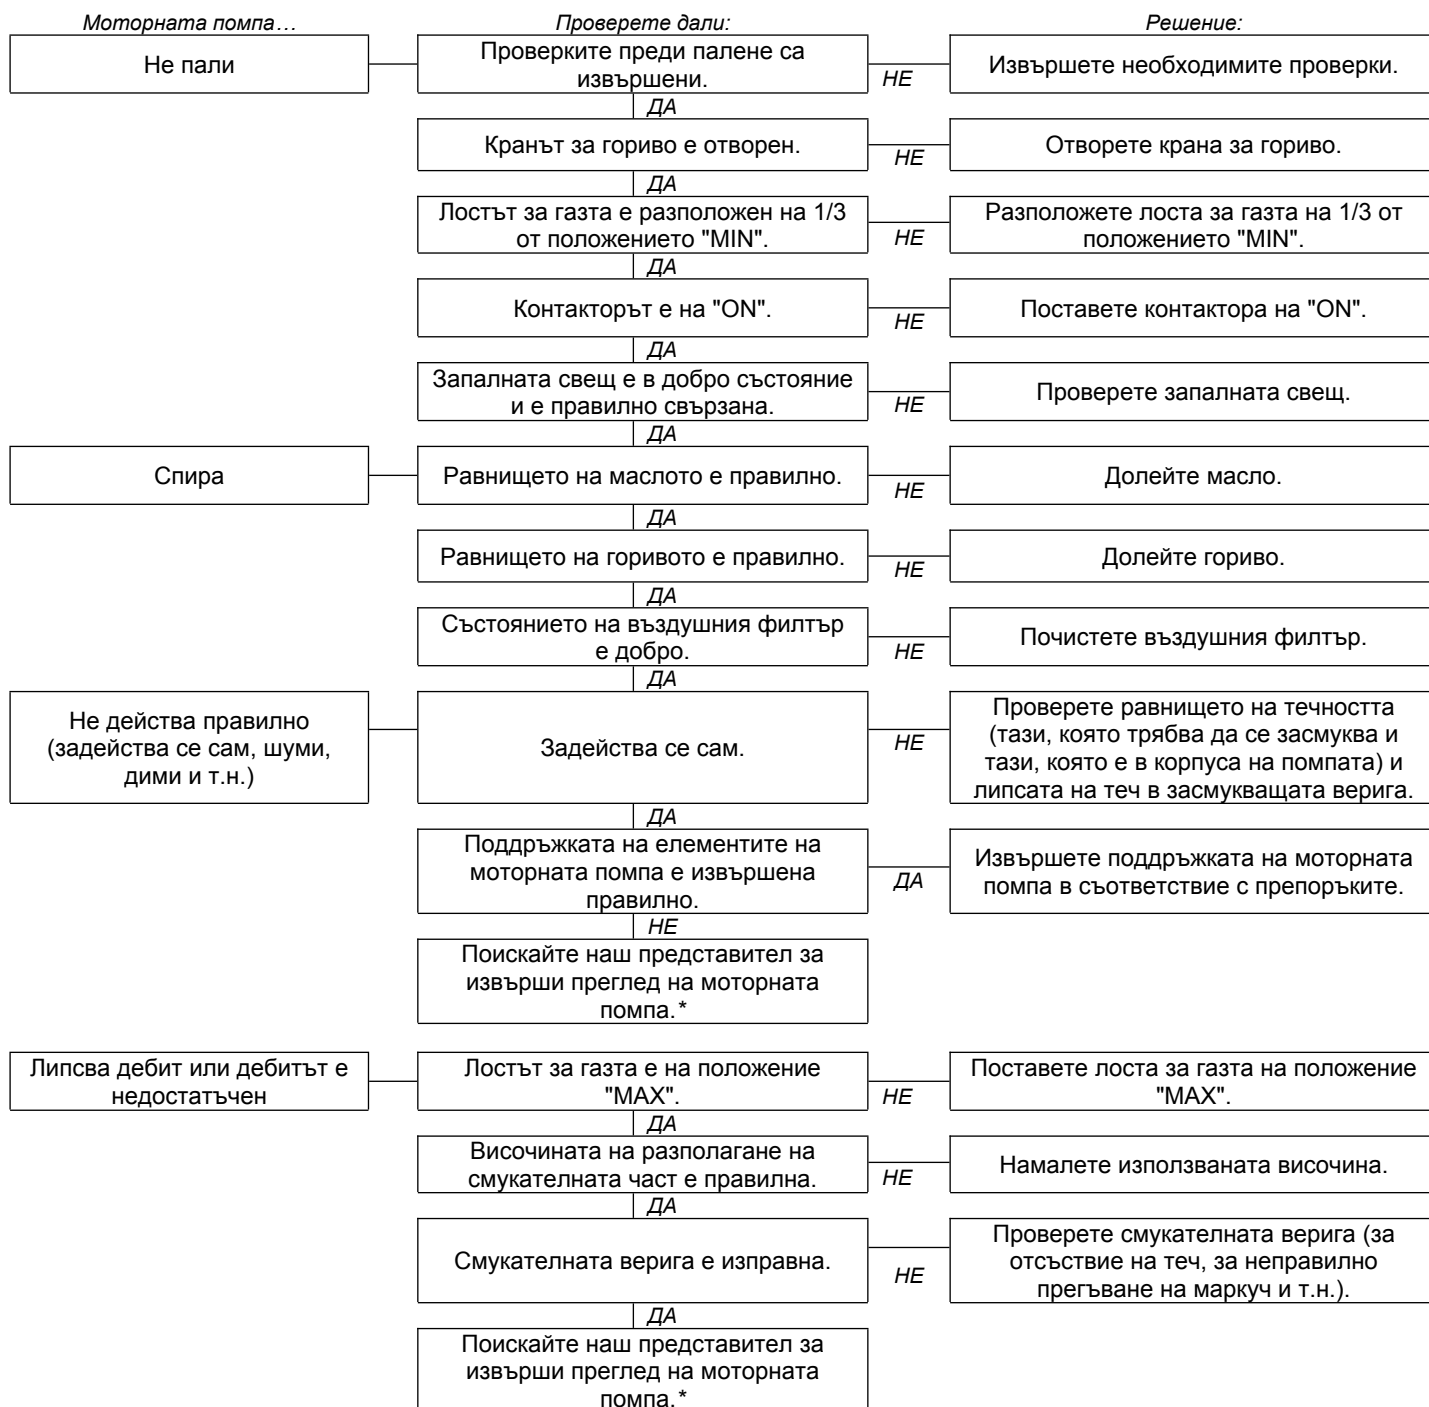 Моторната помпа…
Проверете дали:
Решение:
Не пали
Проверките преди палене са
извършени.
НЕ
Извършете необходимите проверки.
ДА
Кранът за гориво е отворен.
НЕ
Отворете крана за гориво.
ДА
Лостът за газта е разположен на 1/3
от положението "MIN".
НЕ
Разположете лоста за газта на 1/3 от
положението "MIN".
ДА
Контакторът е на "ON".
НЕ
Поставете контактора на "ON".
ДА
Запалната свещ е в добро състояние
и е правилно свързана.
НЕ
Проверете запалната свещ.
ДА
Спира
Равнището на маслото е правилно.
НЕ
Долейте масло.
ДА
Равнището на горивото е правилно.
НЕ
Долейте гориво.
ДА
Състоянието на въздушния филтър
е добро.
НЕ
Почистете въздушния филтър.
ДА
Не действа правилно
(задейства се сам, шуми,
дими и т.н.)
Задейства се сам.
НЕ
Проверете равнището на течността
(тази, която трябва да се засмуква и
тази, която е в корпуса на помпата) и
липсата на теч в засмукващата верига.
ДА
Поддръжката на елементите на
моторната помпа е извършена
правилно.
ДА
Извършете поддръжката на моторната
помпа в съответствие с препоръките.
НЕ
Поискайте наш представител за
извърши преглед на моторната
помпа.*
Липсва дебит или дебитът е
недостатъчен
Лостът за газта е на положение
"MAX".
НЕ
Поставете лоста за газта на положение
"MAX".
ДА
Височината на разполагане на
смукателната част е правилна.
НЕ
Намалете използваната височина.
ДА
Смукателната верига е изправна.
НЕ
Проверете смукателната верига (за
отсъствие на теч, за неправилно
прегъване на маркуч и т.н.).
ДА
Поискайте наш представител за
извърши преглед на моторната
помпа.*